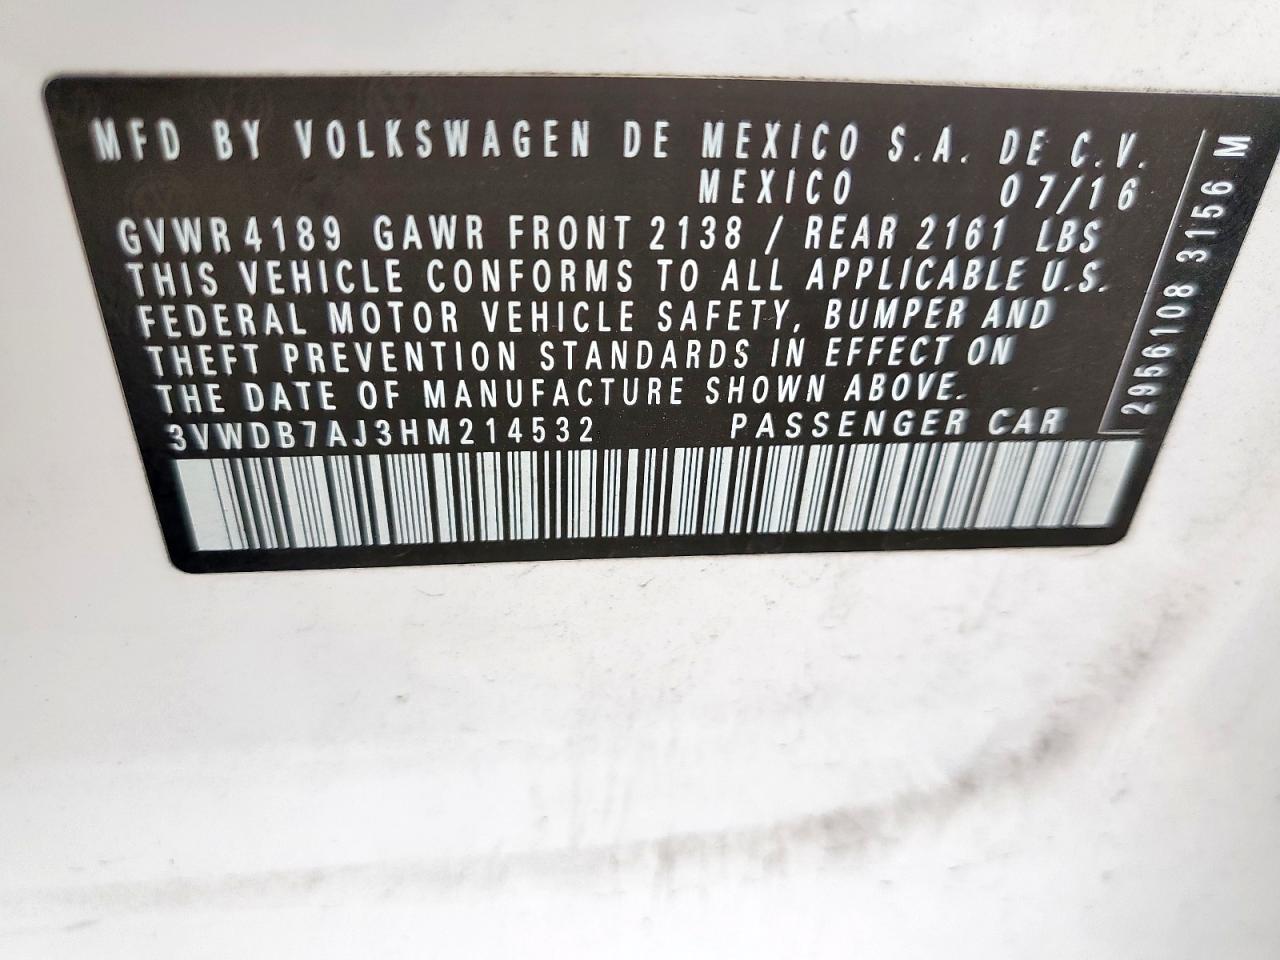 MFD BY VOLKSWAGEN DE MEXICO S.A. DE C.V.
MEXICO 07/16
GVWR 4189 GAWR FRONT 2138 / REAR 2161 LBS
THIS VEHICLE CONFORMS TO ALL APPLICABLE U.S.
FEDERAL MOTOR VEHICLE SAFETY, BUMPER AND
THEFT PREVENTION STANDARDS IN EFFECT ON
THE DATE OF MANUFACTURE SHOWN ABOVE.
3VWDB7AJ3HM214532 PASSENGER CAR
2956108 3156 M